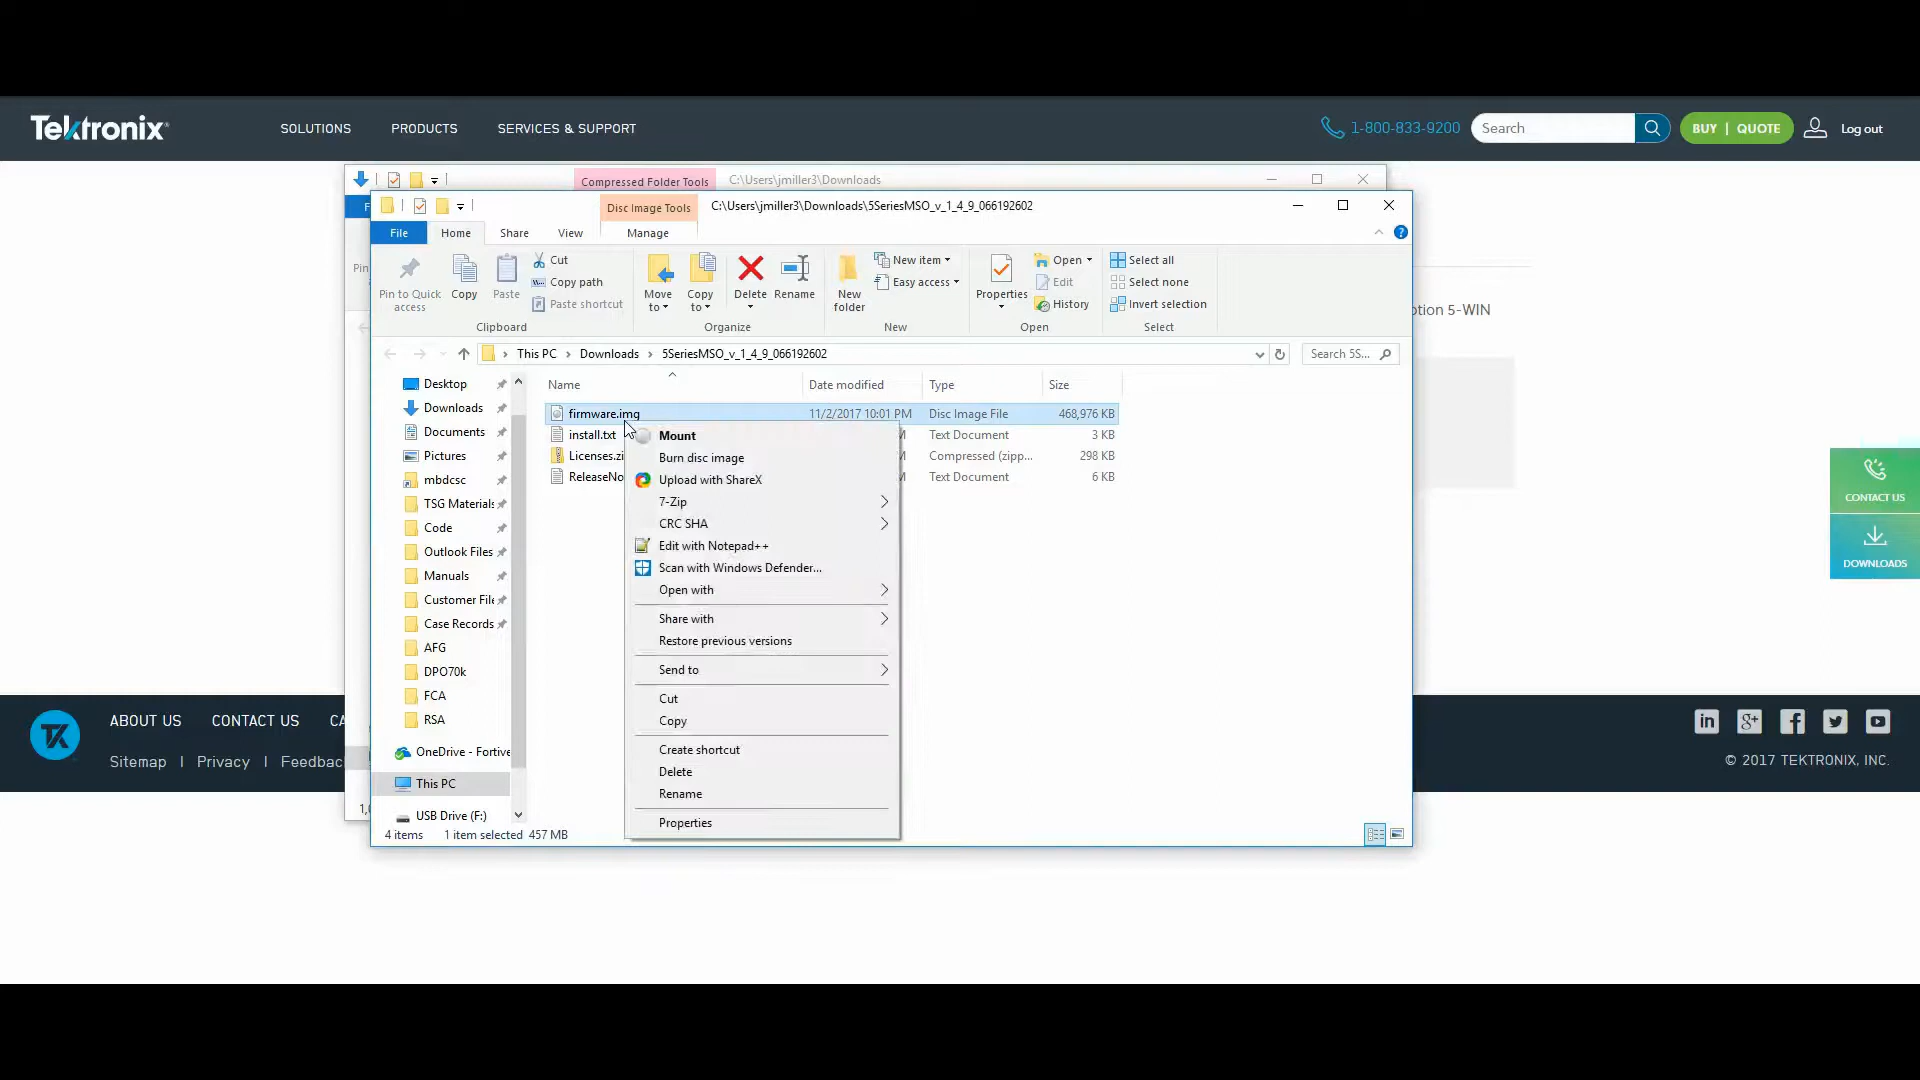 Tektronix®
SOLUTIONS
PRODUCTS
SERVICES & SUPPORT
1-800-833-9200
Search
BUY | QUOTE
Log out
Compressed Folder Tools
C:\Users\jmiller3\Downloads
Disc Image Tools
C:\Users\jmiller3\Downloads\5SeriesMSO_v_1_4_9_066192602
File
Home
Share
View
Manage
Pin to Quick access
Copy
Paste
Cut
Copy path
Paste shortcut
Clipboard
Move to
Copy to
Delete
Rename
Organize
New folder
New item
Easy access
New
Properties
Open
Edit
History
Open
Select all
Select none
Invert selection
Select
tion 5-WIN
This PC
Downloads
5SeriesMSO_v_1_4_9_066192602
Search 5S...
Desktop
Downloads
Documents
Pictures
mbdcsc
TSG Materials
Code
Outlook Files
Manuals
Customer File
Case Records
AFG
DPO70k
FCA
RSA
OneDrive - Fortive
This PC
USB Drive (F:)
Name
Date modified
Type
Size
firmware.img
11/2/2017 10:01 PM
Disc Image File
468,976 KB
install.txt
M
Text Document
3 KB
Licenses.zi
M
Compressed (zipp...
298 KB
ReleaseNo
M
Text Document
6 KB
Mount
Burn disc image
Upload with ShareX
7-Zip
CRC SHA
Edit with Notepad++
Scan with Windows Defender...
Open with
Share with
Restore previous versions
Send to
Cut
Copy
Create shortcut
Delete
Rename
Properties
4 items
1 item selected 457 MB
CONTACT US
DOWNLOADS
ABOUT US
CONTACT US
CA
Sitemap | Privacy | Feedbac
© 2017 TEKTRONIX, INC.